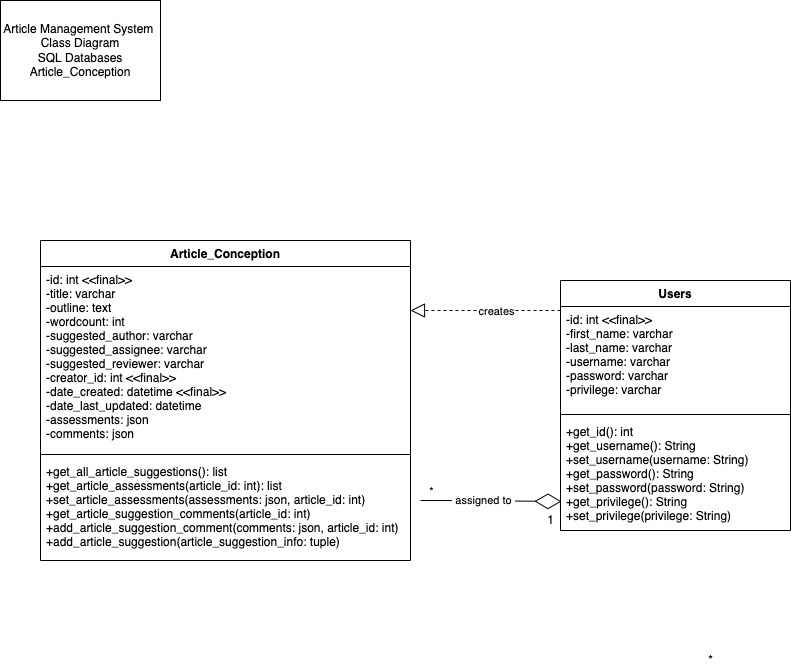 Article Management System
Class Diagram
SQL Databases
Article_Conception
Article_Conception
-id: int <<final>>
-title: varchar
-outline: text
-wordcount: int
-suggested_author: varchar
-suggested_assignee: varchar
-suggested_reviewer: varchar
-creator_id: int <<final>>
-date_created: datetime <<final>>
-date_last_updated: datetime
-assessments: json
-comments: json
+get_all_article_suggestions(): list
+get_article_assessments(article_id: int): list
+set_article_assessments(assessments: json, article_id: int)
+get_article_suggestion_comments(article_id: int)
+add_article_suggestion_comment(comments: json, article_id: int)
+add_article_suggestion(article_suggestion_info: tuple)
creates
*
assigned to
1
Users
-id: int <<final>>
-first_name: varchar
-last_name: varchar
-username: varchar
-password: varchar
-privilege: varchar
+get_id(): int
+get_username(): String
+set_username(username: String)
+get_password(): String
+set_password(password: String)
+get_privilege(): String
+set_privilege(privilege: String)
*